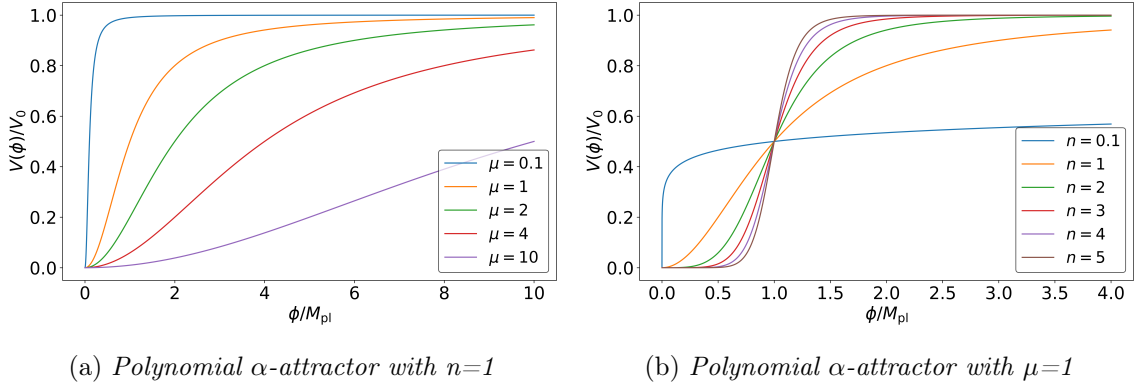 1.0
0.8
0.6
0.4
0.2
0.0
V(ϕ)/V₀
μ = 0.1
μ = 1
μ = 2
μ = 4
μ = 10
0 2 4 6 8 10
ϕ/Mₚₗ
(a) Polynomial α-attractor with n=1
1.0
0.8
0.6
0.4
0.2
0.0
V(ϕ)/V₀
n = 0.1
n = 1
n = 2
n = 3
n = 4
n = 5
0.0 0.5 1.0 1.5 2.0 2.5 3.0 3.5 4.0
ϕ/Mₚₗ
(b) Polynomial α-attractor with μ=1